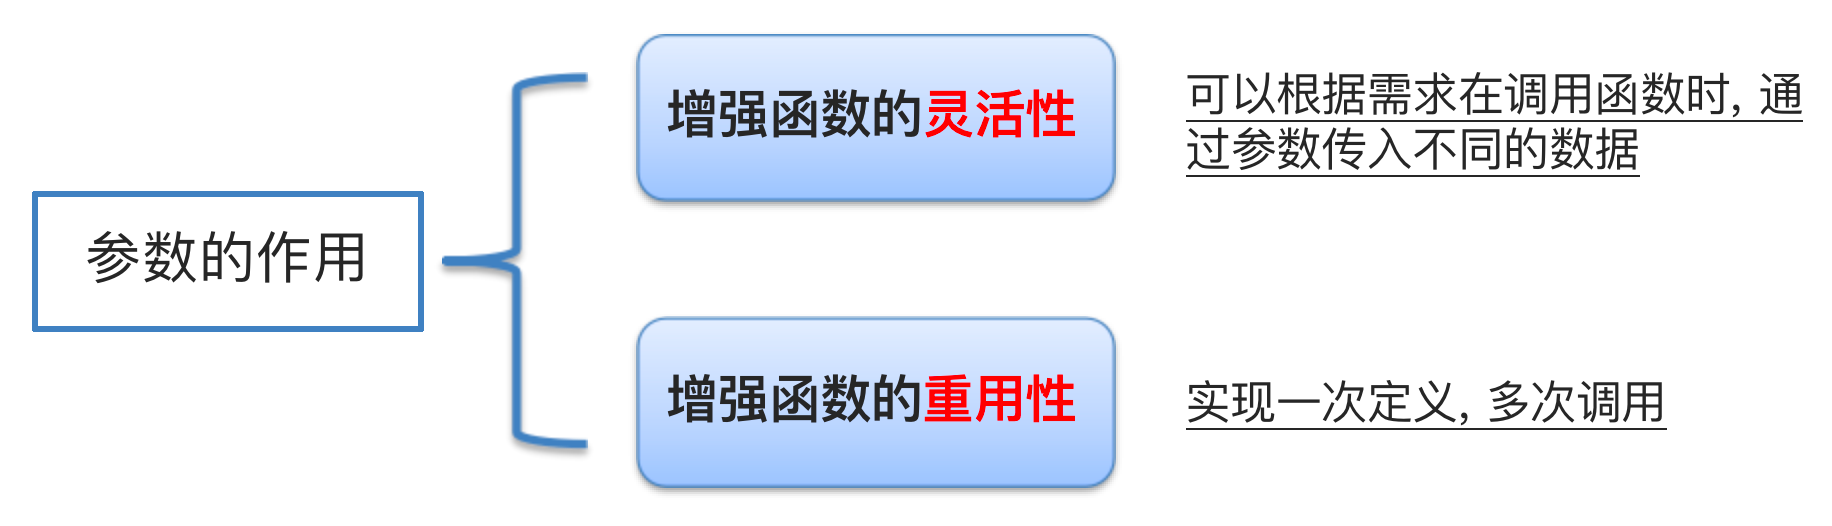 参数的作用
增强函数的灵活性
可以根据需求在调用函数时，通
过参数传入不同的数据
增强函数的重用性
实现一次定义，多次调用